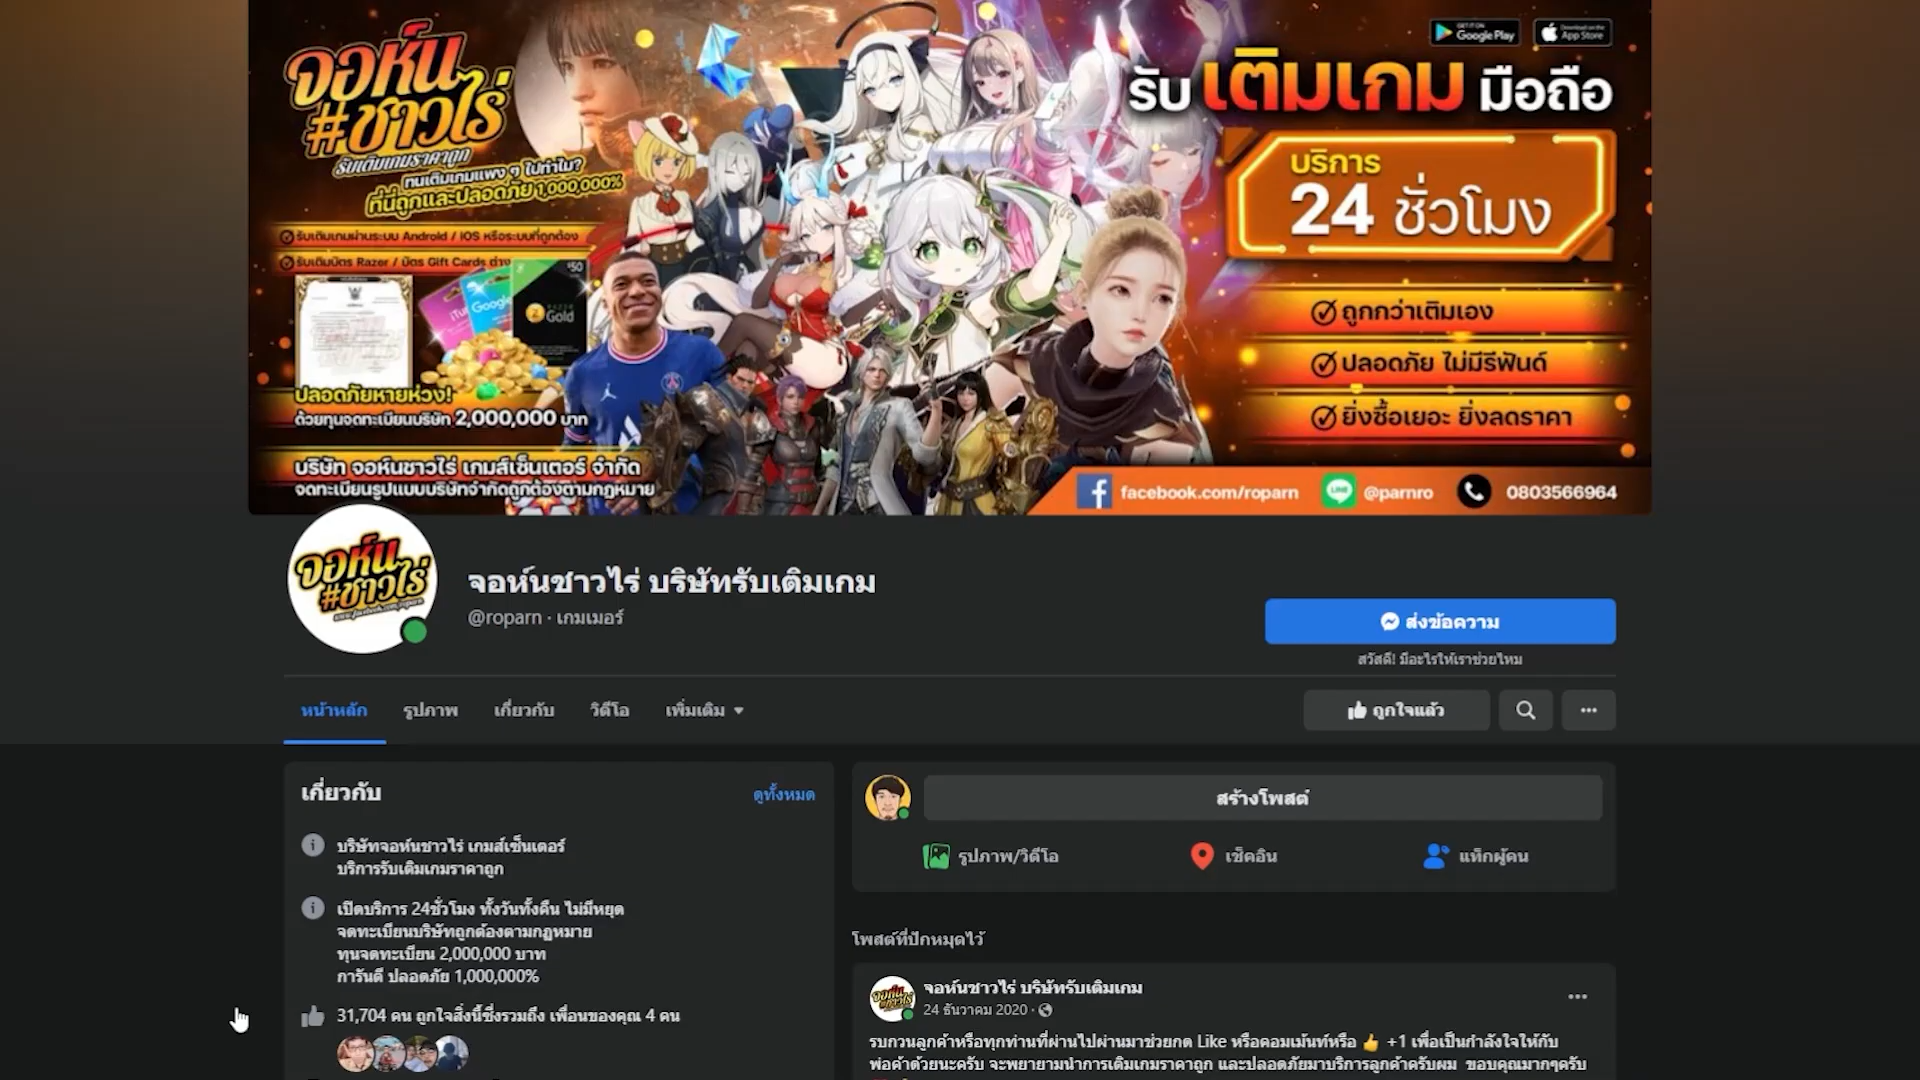 จอห์น
#ชาวไร่
รับเติมเกมราคาถูก
ทนเติมเกมแพง ๆ ไปทำไม?
ที่นี่ถูกและปลอดภัย 1,000,000%
รับเติมเกมผ่านระบบ Android / IOS หรือระบบที่ถูกต้อง
รับเติมบัตร Razer / บัตร Gift Cards ต่าง
$50
Google
Gold
ปลอดภัยหายห่วง!
ด้วยทุนจดทะเบียนบริษัท 2,000,000 บาท
บริษัท จอห์นชาวไร่ เกมส์เซ็นเตอร์ จำกัด
จดทะเบียนรูปแบบบริษัทจำกัดถูกต้องตามกฎหมาย
GET IT ON
Google Play
Download on the
App Store
รับ เติมเกม มือถือ
บริการ
24 ชั่วโมง
ถูกกว่าเติมเอง
ปลอดภัย ไม่มีรีฟันด์
ยิ่งซื้อเยอะ ยิ่งลดราคา
facebook.com/roparn
LINE
@parnro
0803566964
จอห์น
#ชาวไร่
จอห์นชาวไร่ บริษัทรับเติมเกม
@roparn · เกมเมอร์
ส่งข้อความ
สวัสดี! มีอะไรให้เราช่วยไหม
หน้าหลัก
รูปภาพ
เกี่ยวกับ
วิดีโอ
เพิ่มเติม
ถูกใจแล้ว
เกี่ยวกับ
ดูทั้งหมด
บริษัทจอห์นชาวไร่ เกมส์เซ็นเตอร์
บริการรับเติมเกมราคาถูก
เปิดบริการ 24ชั่วโมง ทั้งวันทั้งคืน ไม่มีหยุด
จดทะเบียนบริษัทถูกต้องตามกฏหมาย
ทุนจดทะเบียน 2,000,000 บาท
การันตี ปลอดภัย 1,000,000%
31,704 คน ถูกใจสิ่งนี้ซึ่งรวมถึง เพื่อนของคุณ 4 คน
สร้างโพสต์
รูปภาพ/วิดีโอ
เช็คอิน
แท็กผู้คน
โพสต์ที่ปักหมุดไว้
จอห์นชาวไร่ บริษัทรับเติมเกม
24 ธันวาคม 2020 ·
รบกวนลูกค้าหรือทุกท่านที่ผ่านไปผ่านมาช่วยกด Like หรือคอมเม้นท์หรือ 👍 +1 เพื่อเป็นกำลังใจให้กับ
พ่อค้าด้วยนะครับ จะพยายามนำการเติมเกมราคาถูก และปลอดภัยมาบริการลูกค้าครับผม ขอบคุณมากๆครับ